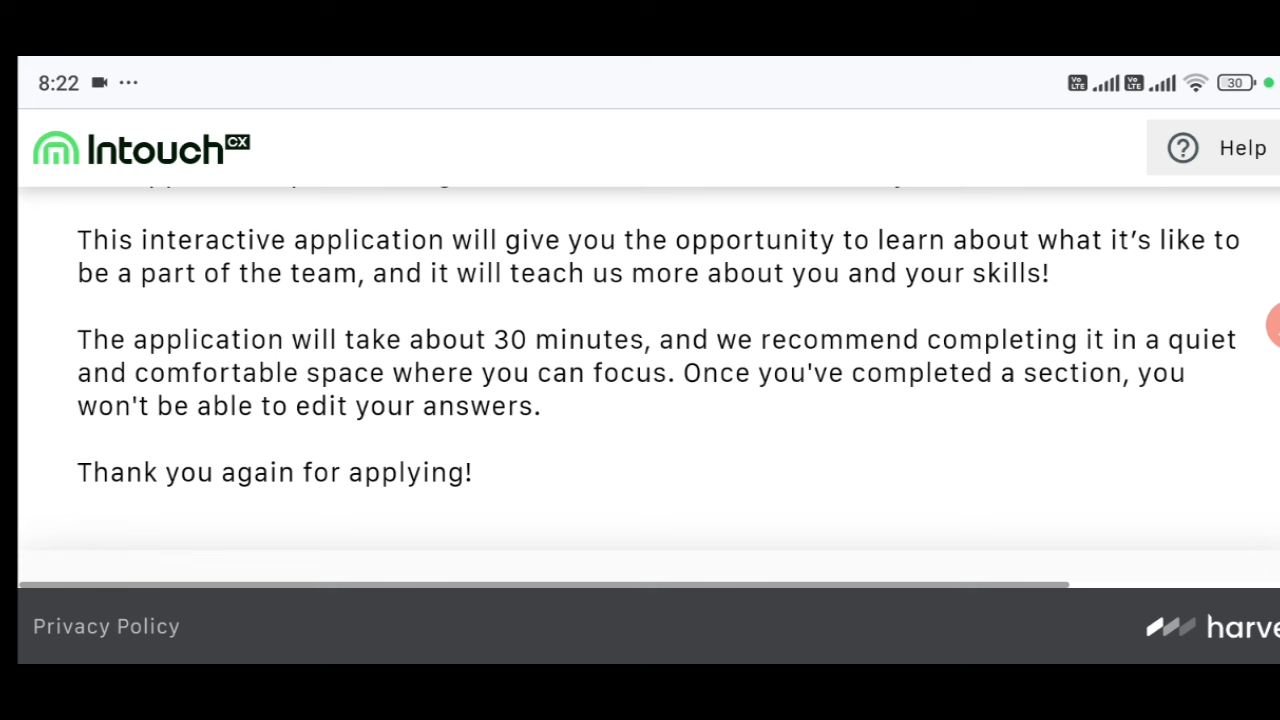 8:22
VoLTE VoLTE 30
Intouch CX
Help
This interactive application will give you the opportunity to learn about what it’s like to
be a part of the team, and it will teach us more about you and your skills!
The application will take about 30 minutes, and we recommend completing it in a quiet
and comfortable space where you can focus. Once you've completed a section, you
won't be able to edit your answers.
Thank you again for applying!
Privacy Policy
harve